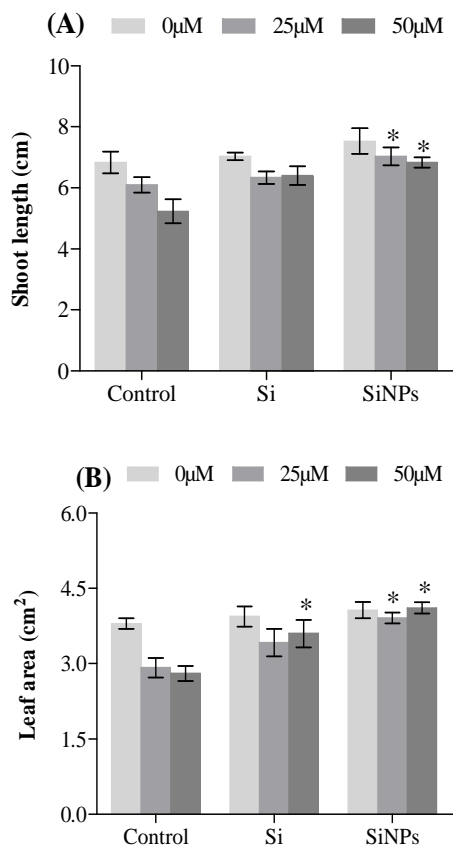 (A) 0μM 25μM 50μM
Shoot length (cm)
10
8
6
4
2
0
* *
Control Si SiNPs
(B) 0μM 25μM 50μM
Leaf area (cm²)
6.0
4.5
3.0
1.5
0.0
* * *
Control Si SiNPs